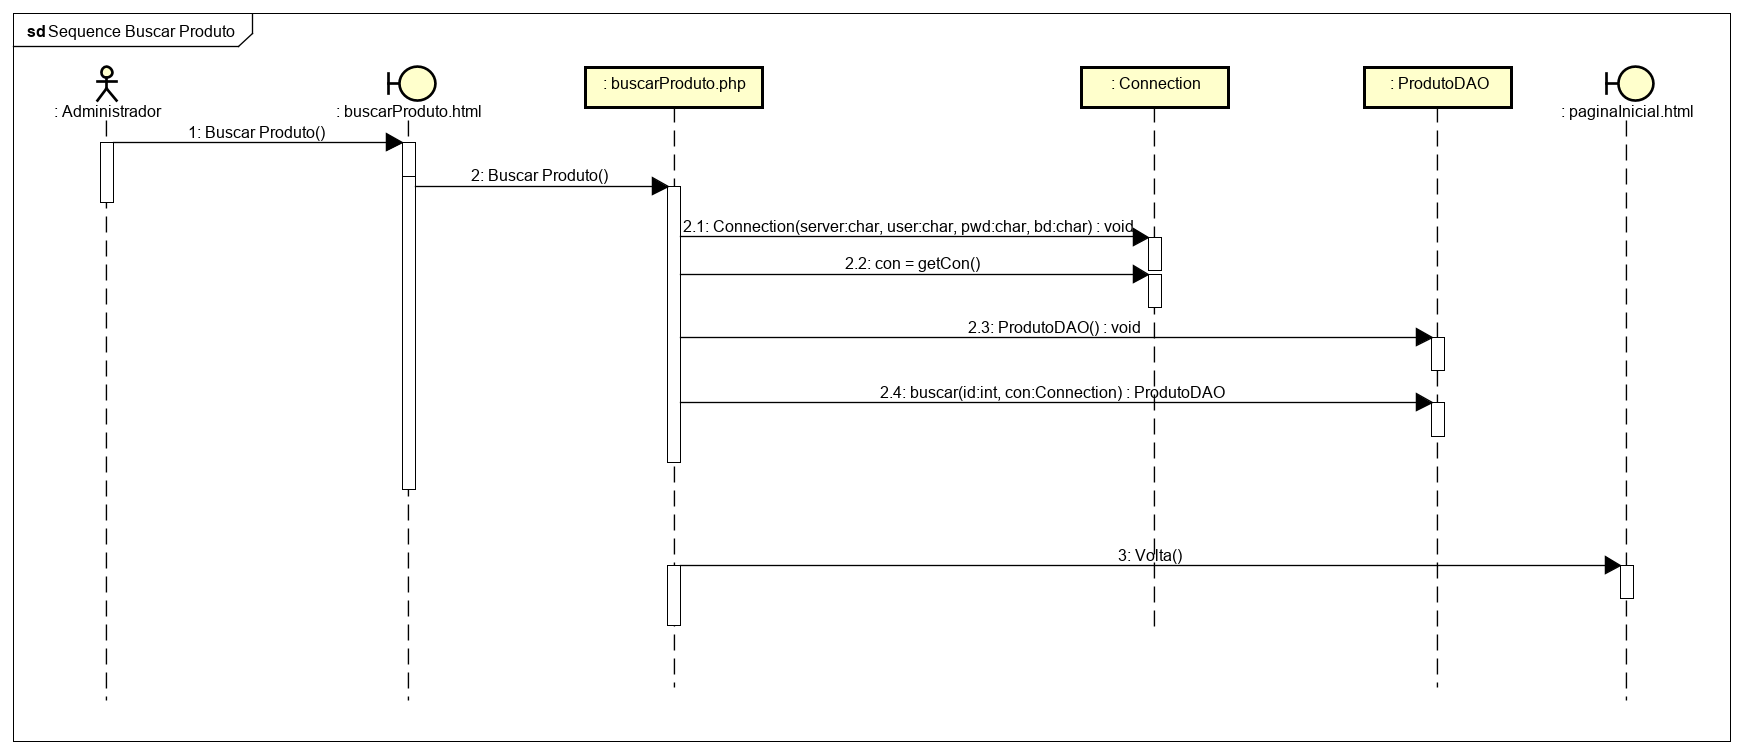 sd Sequence Buscar Produto
: Administrador
: buscarProduto.html
: buscarProduto.php
: Connection
: ProdutoDAO
: paginaInicial.html
1: Buscar Produto()
2: Buscar Produto()
2.1: Connection(server:char, user:char, pwd:char, bd:char) : void
2.2: con = getCon()
2.3: ProdutoDAO() : void
2.4: buscar(id:int, con:Connection) : ProdutoDAO
3: Volta()